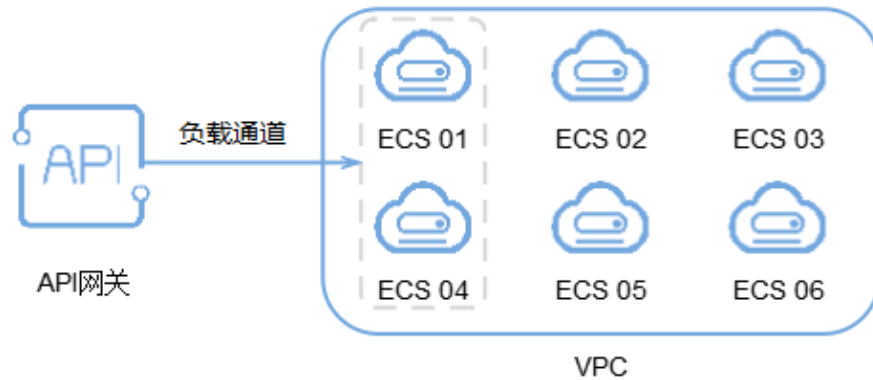 API
API网关
负载通道
ECS 01
ECS 02
ECS 03
ECS 04
ECS 05
ECS 06
VPC